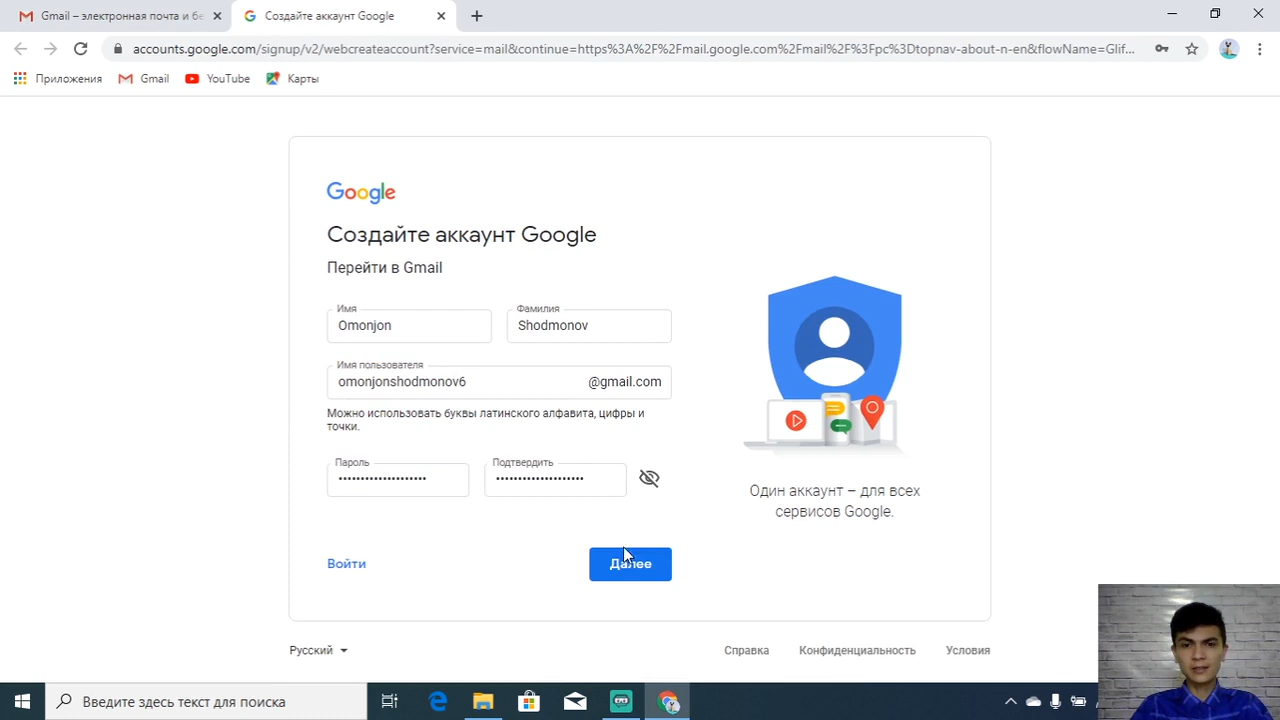 Gmail – электронная почта и бе
Создайте аккаунт Google
accounts.google.com/signup/v2/webcreateaccount?service=mail&continue=https%3A%2F%2Fmail.google.com%2Fmail%2F%3Fpc%3Dtopnav-about-n-en&flowName=Glif...
Приложения Gmail YouTube Карты
Google
Создайте аккаунт Google
Перейти в Gmail
Имя Фамилия
Omonjon Shodmonov
Имя пользователя
omonjonshodmonov6 @gmail.com
Можно использовать буквы латинского алфавита, цифры и
точки.
Пароль Подтвердить
Один аккаунт – для всех
сервисов Google.
Войти Далее
Русский Справка Конфиденциальность Условия
Введите здесь текст для поиска